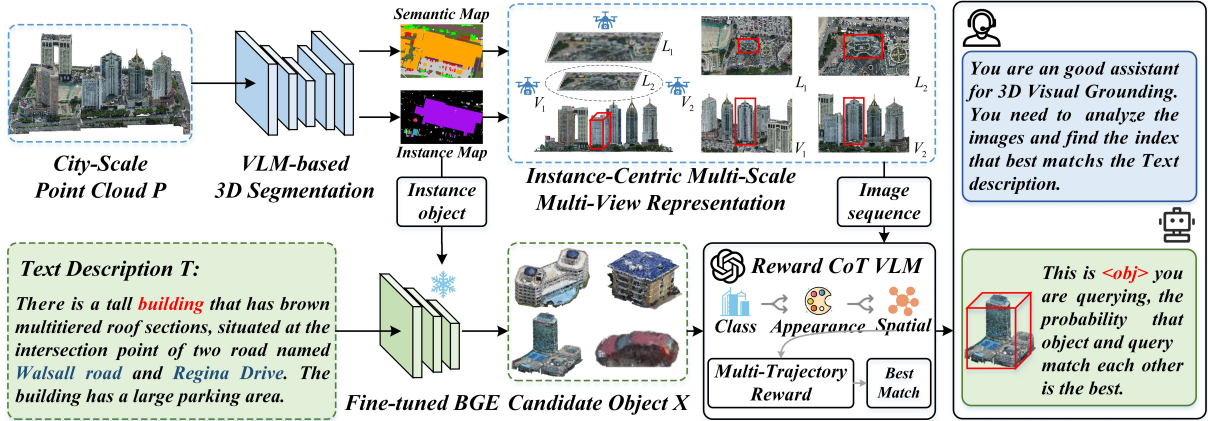 City-Scale
Point Cloud P
VLM-based
3D Segmentation
Semantic Map
Instance Map
L1
L2
V1
V2
L1
L2
V1
V2
Instance-Centric Multi-Scale
Multi-View Representation
Instance
object
Image
sequence
Text Description T:
There is a tall building that has brown
multitiered roof sections, situated at the
intersection point of two road named
Walsall road and Regina Drive. The
building has a large parking area.
Fine-tuned BGE
Candidate Object X
Reward CoT VLM
Class
Appearance
Spatial
Multi-Trajectory
Reward
Best
Match
You are an good assistant
for 3D Visual Grounding.
You need to analyze the
images and find the index
that best matchs the Text
description.
This is <obj> you
are querying, the
probability that
object and query
match each other
is the best.